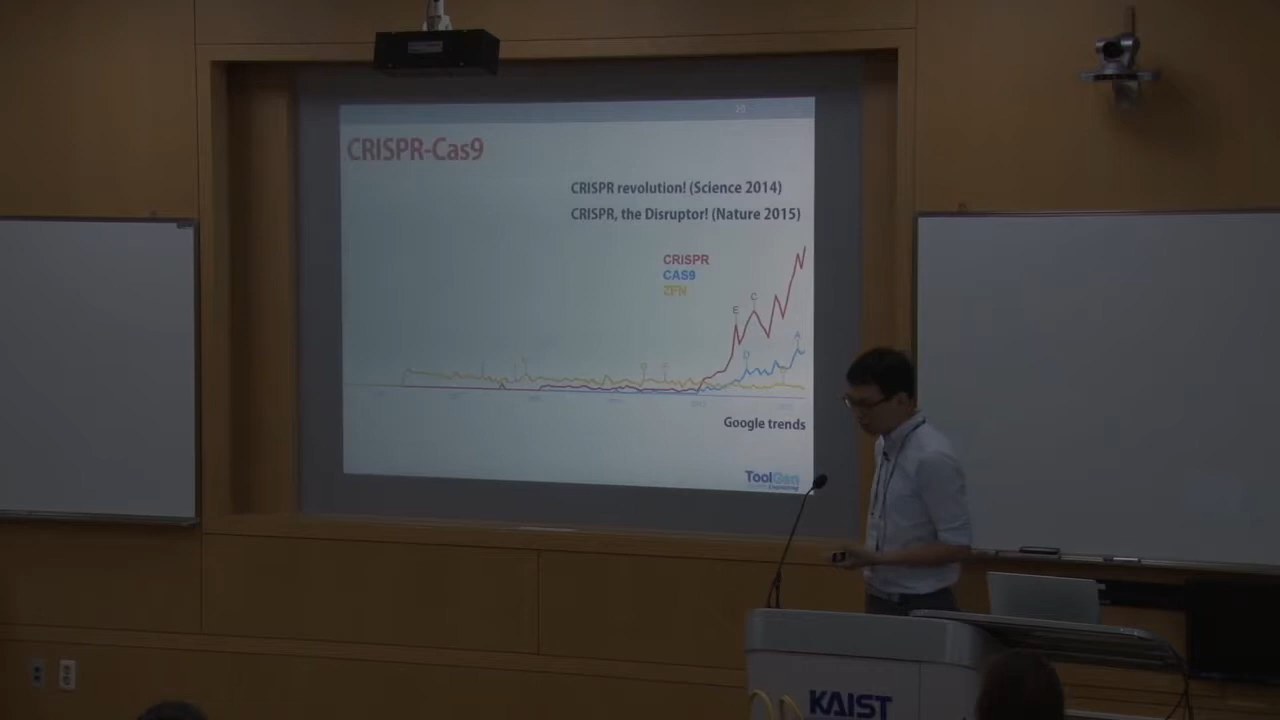 CRISPR-Cas9
CRISPR revolution! (Science 2014)
CRISPR, the Disruptor! (Nature 2015)
CRISPR
CAS9
ZFN
E
C
D
A
Google trends
ToolGen
KAIST